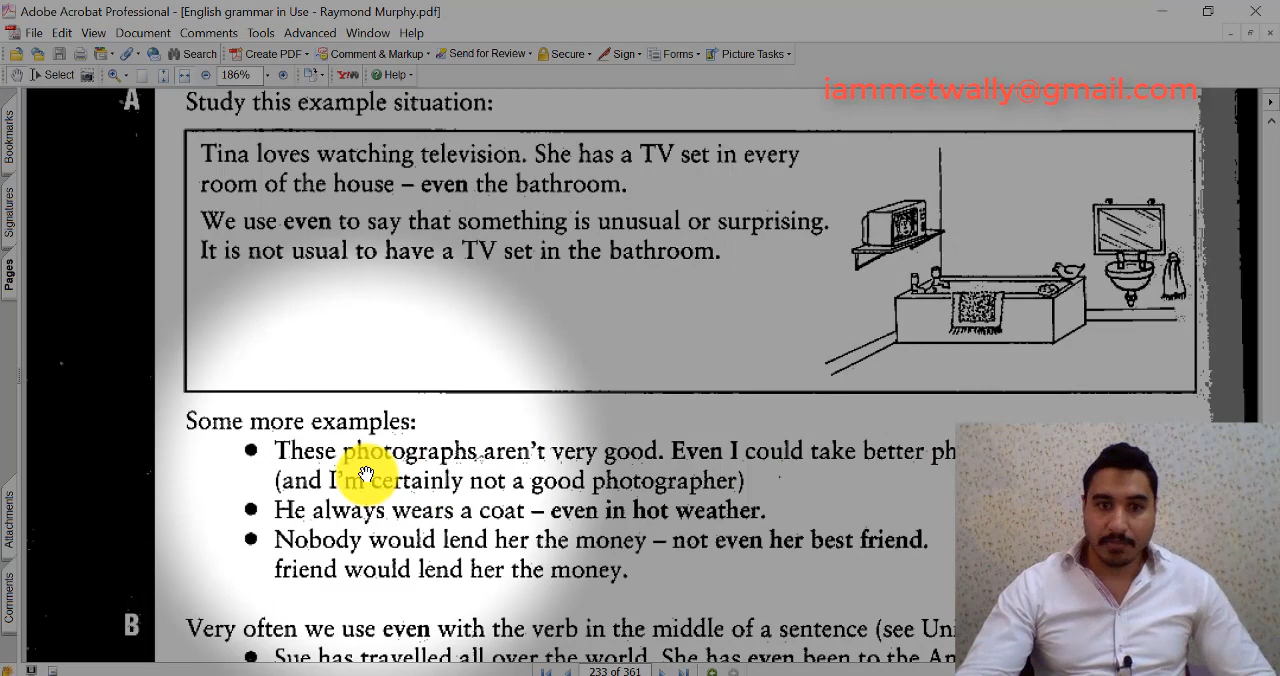 Adobe Acrobat Professional - [English grammar in Use - Raymond Murphy.pdf]
File Edit View Document Comments Tools Advanced Window Help
Search Create PDF Comment & Markup Send for Review Secure Sign Forms Picture Tasks
Select 186% Y! Help
iammetwally@gmail.com
A Study this example situation:
Tina loves watching television. She has a TV set in every
room of the house – even the bathroom.
We use even to say that something is unusual or surprising.
It is not usual to have a TV set in the bathroom.
Some more examples:
● These photographs aren't very good. Even I could take better ph
(and I'm certainly not a good photographer)
● He always wears a coat – even in hot weather.
● Nobody would lend her the money – not even her best friend.
friend would lend her the money.
B Very often we use even with the verb in the middle of a sentence (see Un
● Sue has travelled all over the world. She has even been to the An
Bookmarks
Signatures
Pages
Attachments
Comments
233 of 361